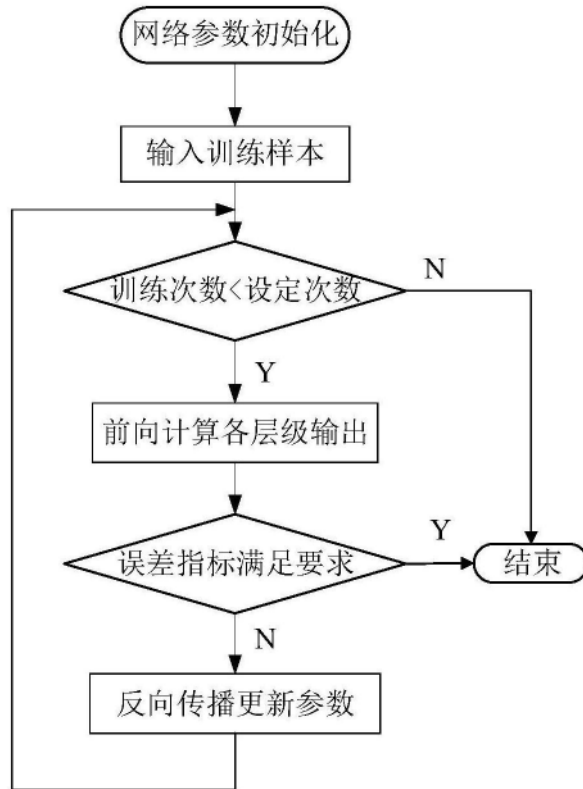 网络参数初始化
输入训练样本
训练次数<设定次数
N
Y
前向计算各层级输出
误差指标满足要求
Y
结束
N
反向传播更新参数